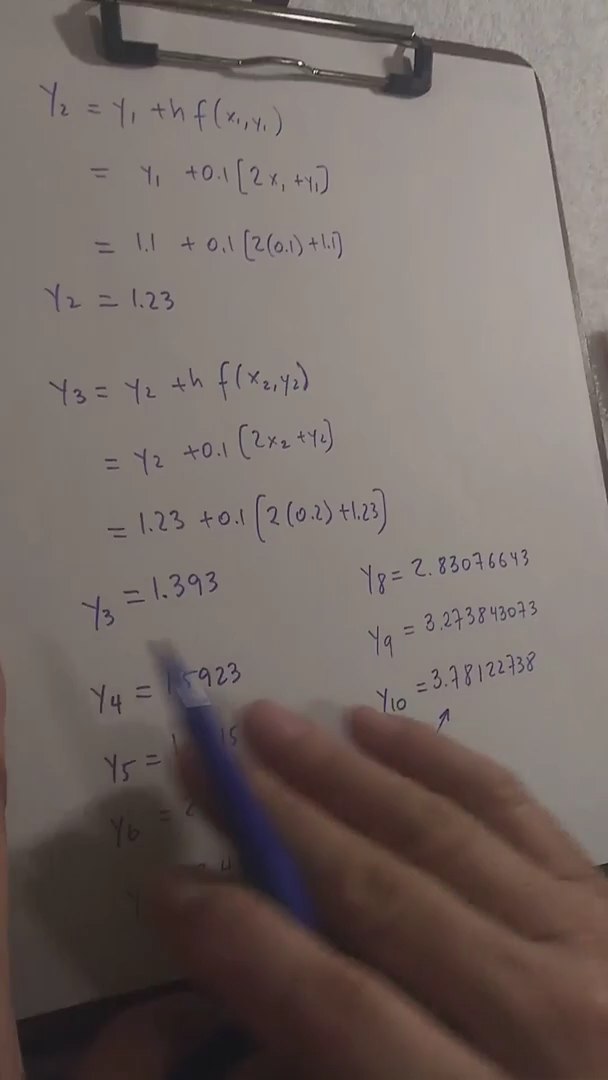 Y₂ = Y₁ + h f(x₁,y₁)
= Y₁ + 0.1[2x₁ + Y₁]
= 1.1 + 0.1[2(0.1)+1.1]
Y₂ = 1.23
Y₃ = Y₂ + h f(x₂,y₂)
= Y₂ + 0.1(2x₂ + Y₂)
= 1.23 + 0.1(2(0.2)+1.23)
Y₃ = 1.393
Y₄ = 1.5923
Y₅ =
Y₆ =
Y₈ = 2.83076643
Y₉ = 3.273843073
Y₁₀ = 3.78122738